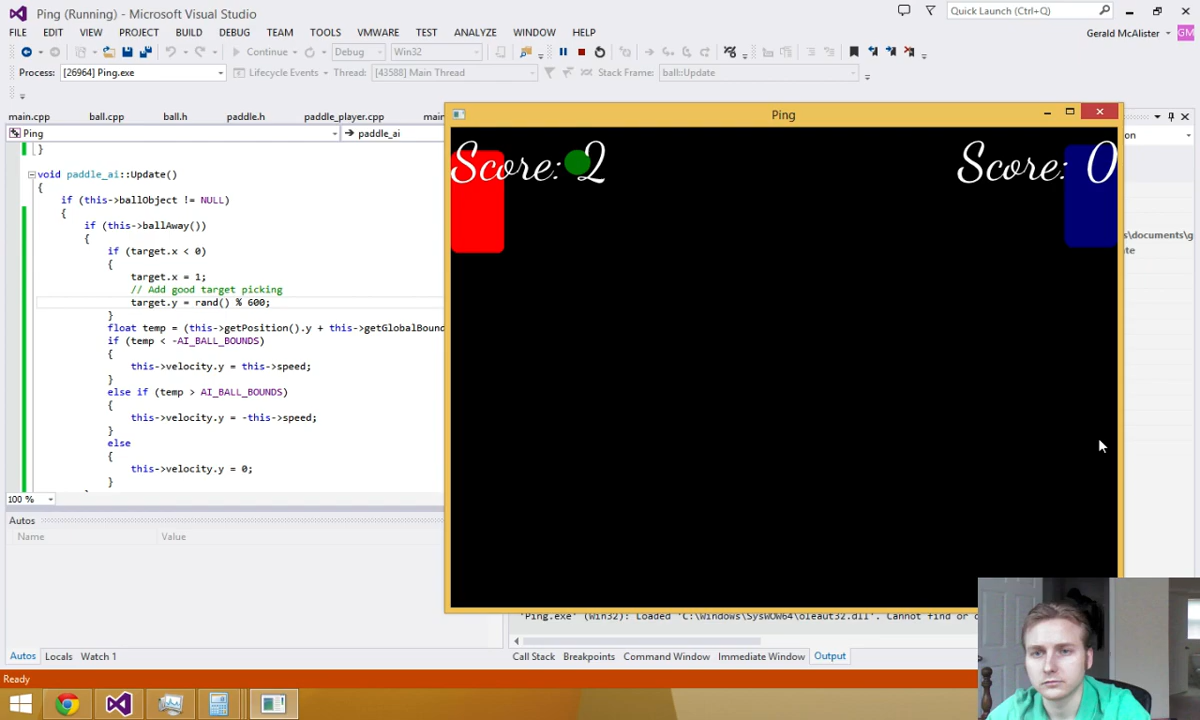 Ping (Running) - Microsoft Visual Studio
Quick Launch (Ctrl+Q)
FILE EDIT VIEW PROJECT BUILD DEBUG TEAM TOOLS VMWARE TEST ANALYZE WINDOW HELP
Gerald McAlister GM
Continue Debug Win32
Process: [26964] Ping.exe Lifecycle Events Thread: [43588] Main Thread Stack Frame: ball::Update
main.cpp ball.cpp ball.h paddle.h paddle_player.cpp
Ping paddle_ai
Ping
}
void paddle_ai::Update()
{
if (this->ballObject != NULL)
{
if (this->ballAway())
{
if (target.x < 0)
{
target.x = 1;
// Add good target picking
target.y = rand() % 600;
}
float temp = (this->getPosition().y + this->getGlobalBoun
if (temp < -AI_BALL_BOUNDS)
{
this->velocity.y = this->speed;
}
else if (temp > AI_BALL_BOUNDS)
{
this->velocity.y = -this->speed;
}
else
{
this->velocity.y = 0;
}
Score: 2
Score: 0
s\documents\g
100 %
Autos
Name Value
'Ping.exe' (Win32): Loaded 'C:\Windows\SysWOW64\oleaut32.dll'. Cannot find or
Autos Locals Watch 1
Call Stack Breakpoints Command Window Immediate Window Output
Ready